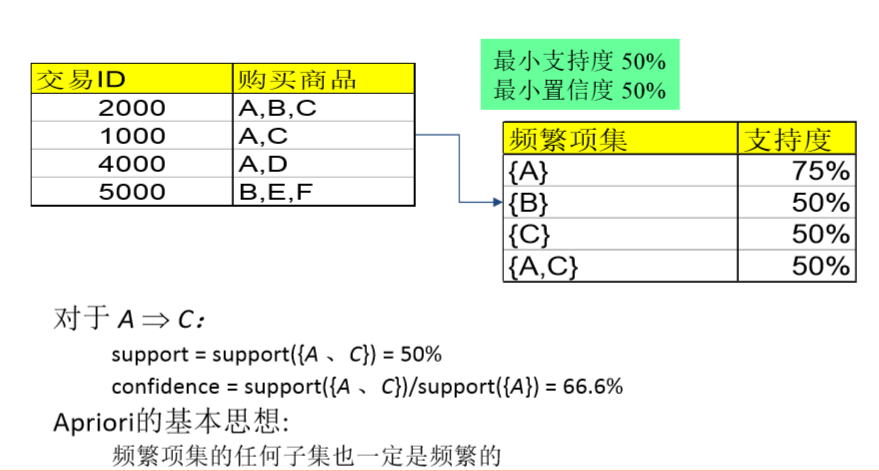 最小支持度 50%
最小置信度 50%
交易ID 购买商品
2000 A,B,C
1000 A,C
4000 A,D
5000 B,E,F
频繁项集 支持度
{A} 75%
{B} 50%
{C} 50%
{A,C} 50%
对于 A ⇒ C：
support = support({A 、 C}) = 50%
confidence = support({A 、 C})/support({A}) = 66.6%
Apriori的基本思想:
频繁项集的任何子集也一定是频繁的